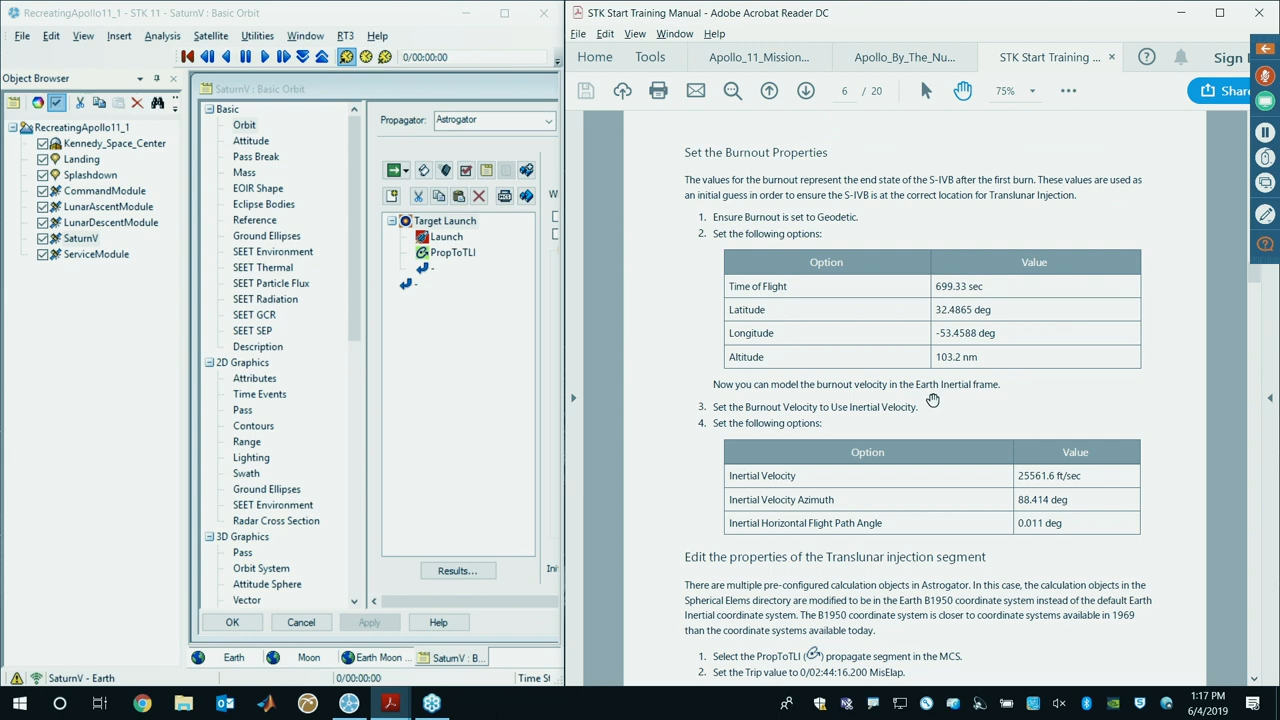 RecreatingApollo11_1 - STK 11 - SaturnV : Basic Orbit
File Edit View Insert Analysis Satellite Utilities Window RT3 Help
0/00:00:00
Object Browser
RecreatingApollo11_1
Kennedy_Space_Center
Landing
Splashdown
CommandModule
LunarAscentModule
LunarDescentModule
SaturnV
ServiceModule
SaturnV : Basic Orbit
Basic
Orbit
Attitude
Pass Break
Mass
EOIR Shape
Eclipse Bodies
Reference
Ground Ellipses
SEET Environment
SEET Thermal
SEET Particle Flux
SEET Radiation
SEET GCR
SEET SEP
Description
2D Graphics
Attributes
Time Events
Pass
Contours
Range
Lighting
Swath
Ground Ellipses
SEET Environment
Radar Cross Section
3D Graphics
Pass
Orbit System
Attitude Sphere
Vector
Propagator: Astrogator
Target Launch
Launch
PropToTLI
-
-
Results...
OK Cancel Apply Help
Earth Moon Earth Moon ... SaturnV : B...
SaturnV - Earth 0/00:00:00 Time St
STK Start Training Manual - Adobe Acrobat Reader DC
File Edit View Window Help
Home Tools Apollo_11_Mission... Apollo_By_The_Nu... STK Start Training ... × Sign
6 / 20 75% Shar
Set the Burnout Properties
The values for the burnout represent the end state of the S-IVB after the first burn. These values are used as
an initial guess in order to ensure the S-IVB is at the correct location for Translunar Injection.
1. Ensure Burnout is set to Geodetic.
2. Set the following options:
Option Value
Time of Flight 699.33 sec
Latitude 32.4865 deg
Longitude -53.4588 deg
Altitude 103.2 nm
Now you can model the burnout velocity in the Earth Inertial frame.
3. Set the Burnout Velocity to Use Inertial Velocity.
4. Set the following options:
Option Value
Inertial Velocity 25561.6 ft/sec
Inertial Velocity Azimuth 88.414 deg
Inertial Horizontal Flight Path Angle 0.011 deg
Edit the properties of the Translunar injection segment
There are multiple pre-configured calculation objects in Astrogator. In this case, the calculation objects in the
Spherical Elems directory are modified to be in the Earth B1950 coordinate system instead of the default Earth
Inertial coordinate system. The B1950 coordinate system is closer to coordinate systems available in 1969
than the coordinate systems available today.
1. Select the PropToTLI ( ) propagate segment in the MCS.
2. Set the Trip value to 0/02:44:16.200 MisElap.
1:17 PM
6/4/2019